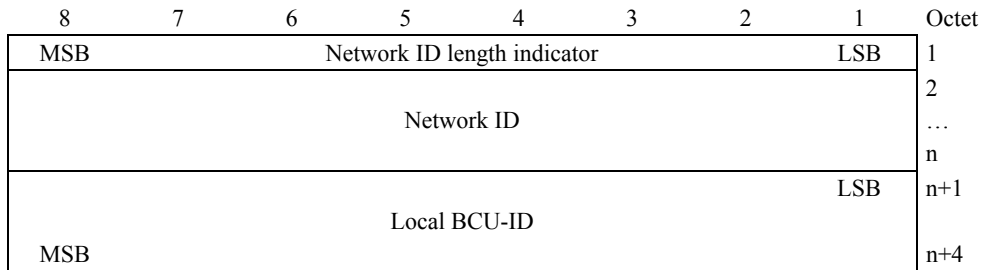 8 7 6 5 4 3 2 1 Octet
MSB Network ID length indicator LSB 1
2
Network ID …
n
LSB n+1
Local BCU-ID
MSB n+4